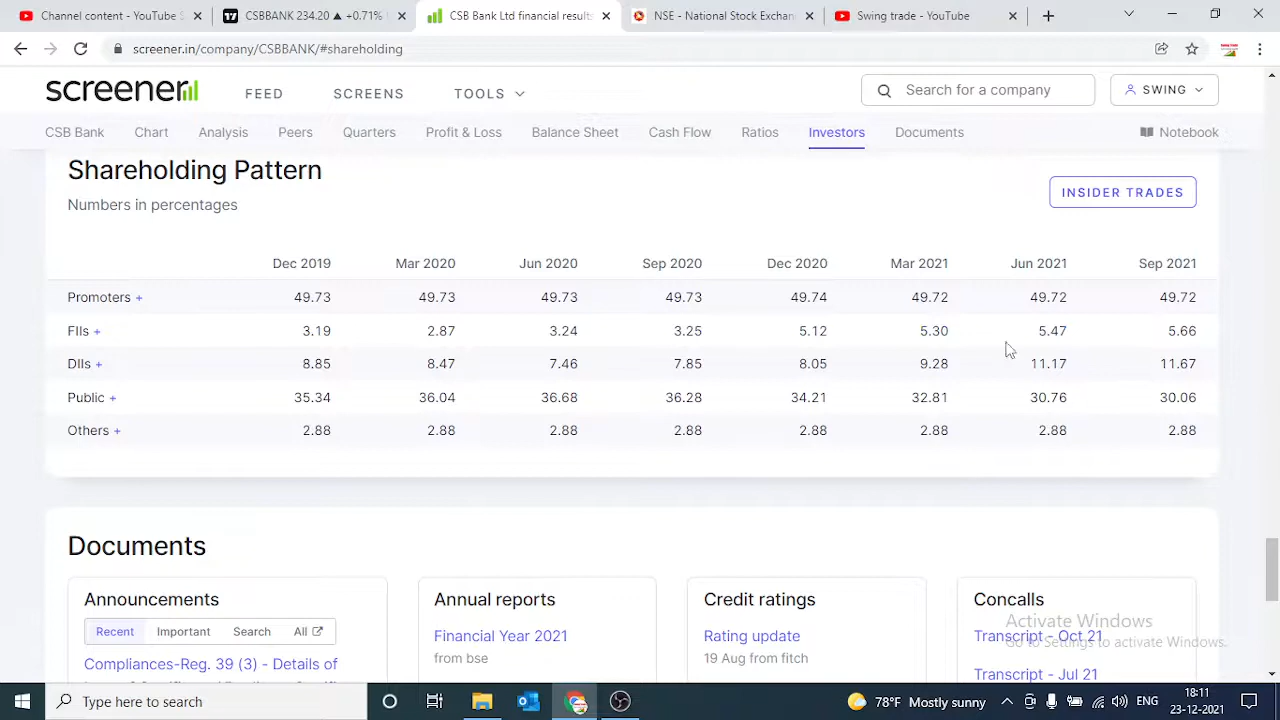 Content - YouTube
CSBBANK 234.20 ▲ +0.71%
CSB Bank Ltd financial results
NSE - National Stock Exchan
Swing trade - YouTube
screener.in/company/CSBBANK/#shareholding
screener
FEED
SCREENS
TOOLS
Search for a company
SWING
CSB Bank
Chart
Analysis
Peers
Quarters
Profit & Loss
Balance Sheet
Cash Flow
Ratios
Investors
Documents
Notebook
Shareholding Pattern
Numbers in percentages
INSIDER TRADES
Dec 2019 Mar 2020 Jun 2020 Sep 2020 Dec 2020 Mar 2021 Jun 2021 Sep 2021
Promoters + 49.73 49.73 49.73 49.73 49.74 49.72 49.72 49.72
FIIs + 3.19 2.87 3.24 3.25 5.12 5.30 5.47 5.66
DIIs + 8.85 8.47 7.46 7.85 8.05 9.28 11.17 11.67
Public + 35.34 36.04 36.68 36.28 34.21 32.81 30.76 30.06
Others + 2.88 2.88 2.88 2.88 2.88 2.88 2.88 2.88
Documents
Announcements
Recent Important Search All
Compliances-Reg. 39 (3) - Details of
Annual reports
Financial Year 2021
from bse
Credit ratings
Rating update
19 Aug from fitch
Concalls
Transcript - Oct 21
Transcript - Jul 21
Activate Windows
Go to Settings to activate Windows.
Type here to search
78°F Mostly sunny
ENG
18:11
23-12-2021